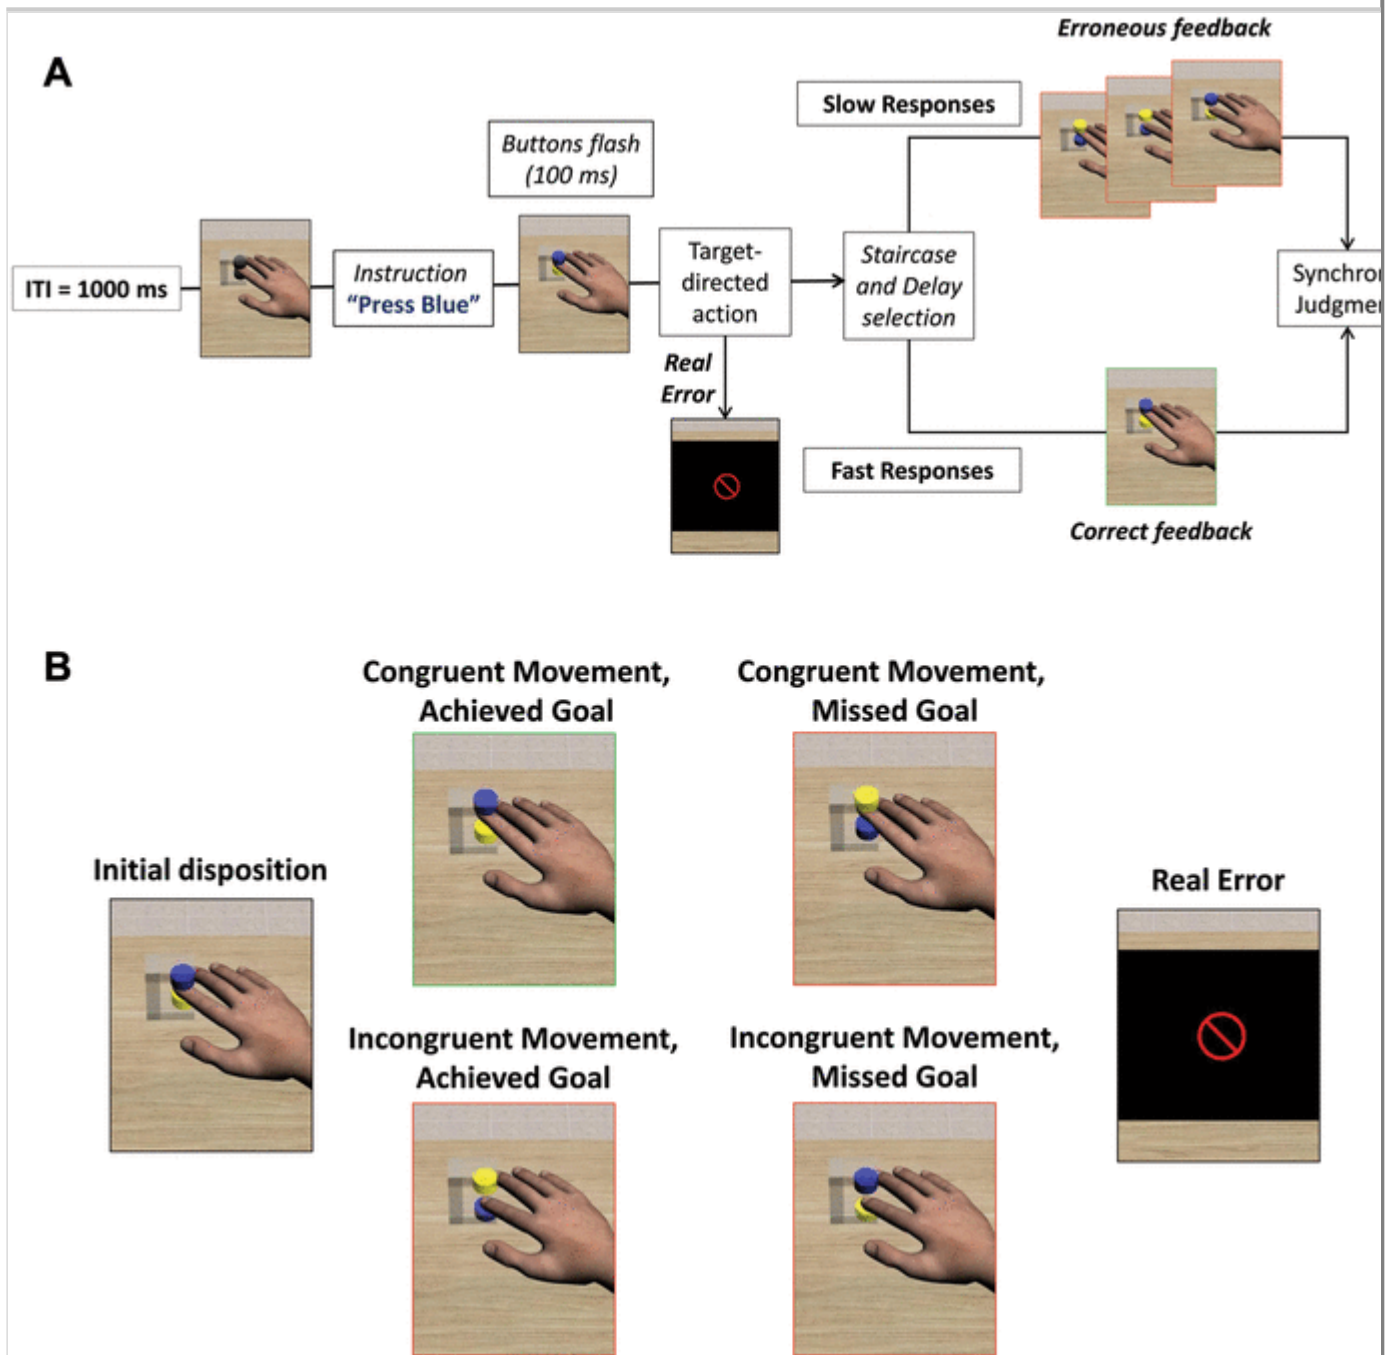 A
Erroneous feedback
Slow Responses
Buttons flash
(100 ms)
ITI = 1000 ms
Instruction
“Press Blue”
Target-
directed
action
Staircase
and Delay
selection
Real
Error
Fast Responses
Correct feedback
B
Congruent Movement,
Achieved Goal
Congruent Movement,
Missed Goal
Initial disposition
Real Error
Incongruent Movement,
Achieved Goal
Incongruent Movement,
Missed Goal